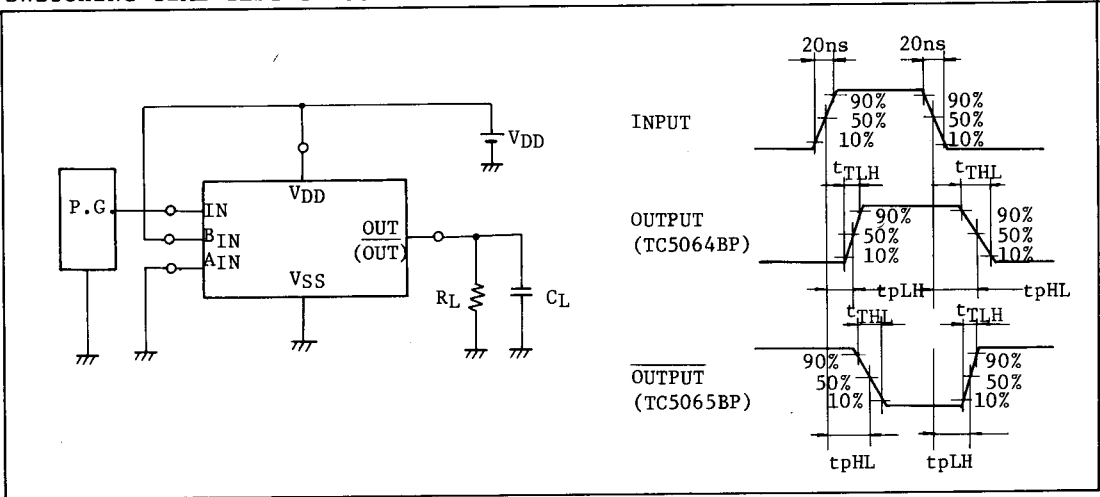 VDD
P.G.
VDD
IN
BIN
AIN
OUT
(OUT)
VSS
RL
CL
20ns
20ns
INPUT
90%
50%
10%
90%
50%
10%
tTLH
tTHL
OUTPUT
(TC5064BP)
90%
50%
10%
90%
50%
10%
tpLH
tpHL
tTHL
tTLH
OUTPUT
(TC5065BP)
90%
50%
10%
90%
50%
10%
tpHL
tpLH